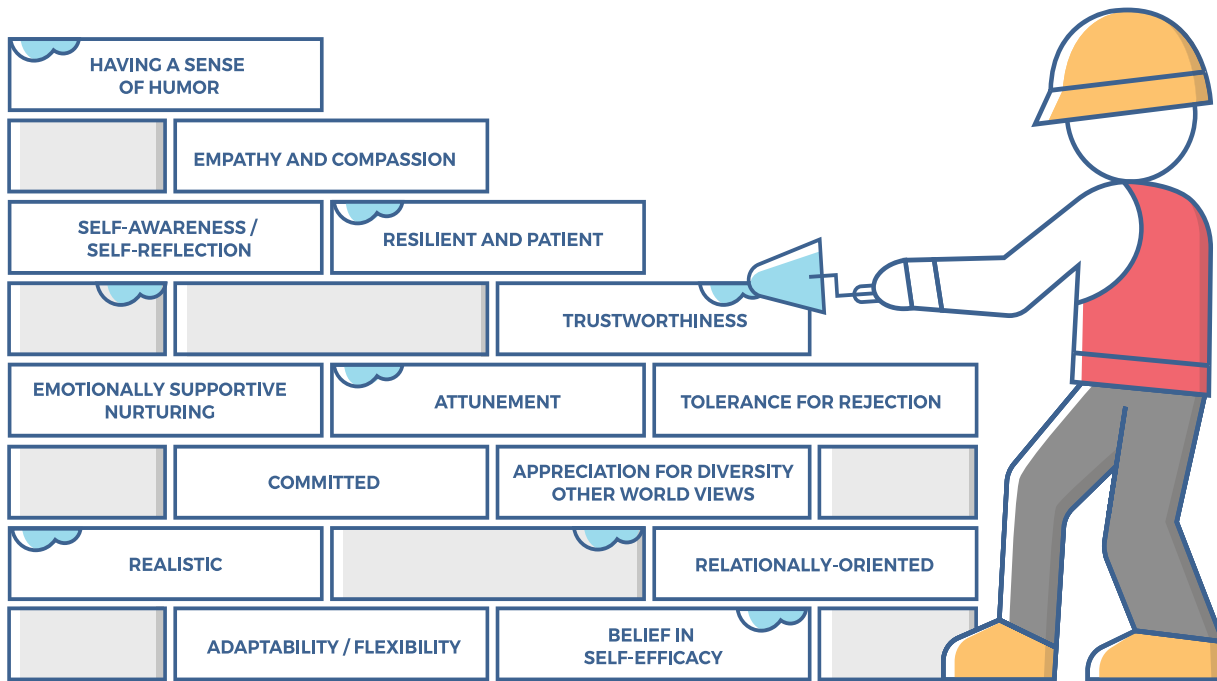 HAVING A SENSE
OF HUMOR
EMPATHY AND COMPASSION
SELF-AWARENESS /
SELF-REFLECTION
RESILIENT AND PATIENT
TRUSTWORTHINESS
EMOTIONALLY SUPPORTIVE
NURTURING
ATTUNEMENT
TOLERANCE FOR REJECTION
COMMITTED
APPRECIATION FOR DIVERSITY
OTHER WORLD VIEWS
REALISTIC
RELATIONALLY-ORIENTED
ADAPTABILITY / FLEXIBILITY
BELIEF IN
SELF-EFFICACY